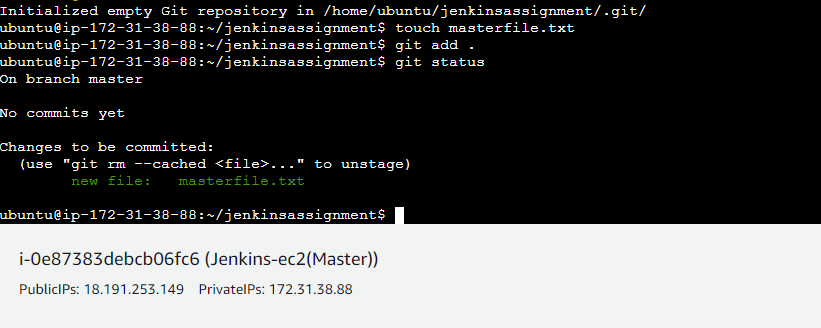 Initialized empty Git repository in /home/ubuntu/jenkinsassignment/.git/
ubuntu@ip-172-31-38-88:~/jenkinsassignment$ touch masterfile.txt
ubuntu@ip-172-31-38-88:~/jenkinsassignment$ git add .
ubuntu@ip-172-31-38-88:~/jenkinsassignment$ git status
On branch master
No commits yet
Changes to be committed:
  (use "git rm --cached <file>..." to unstage)
        new file:   masterfile.txt
ubuntu@ip-172-31-38-88:~/jenkinsassignment$
i-0e87383debcb06fc6 (Jenkins-ec2(Master))
PublicIPs: 18.191.253.149 PrivateIPs: 172.31.38.88